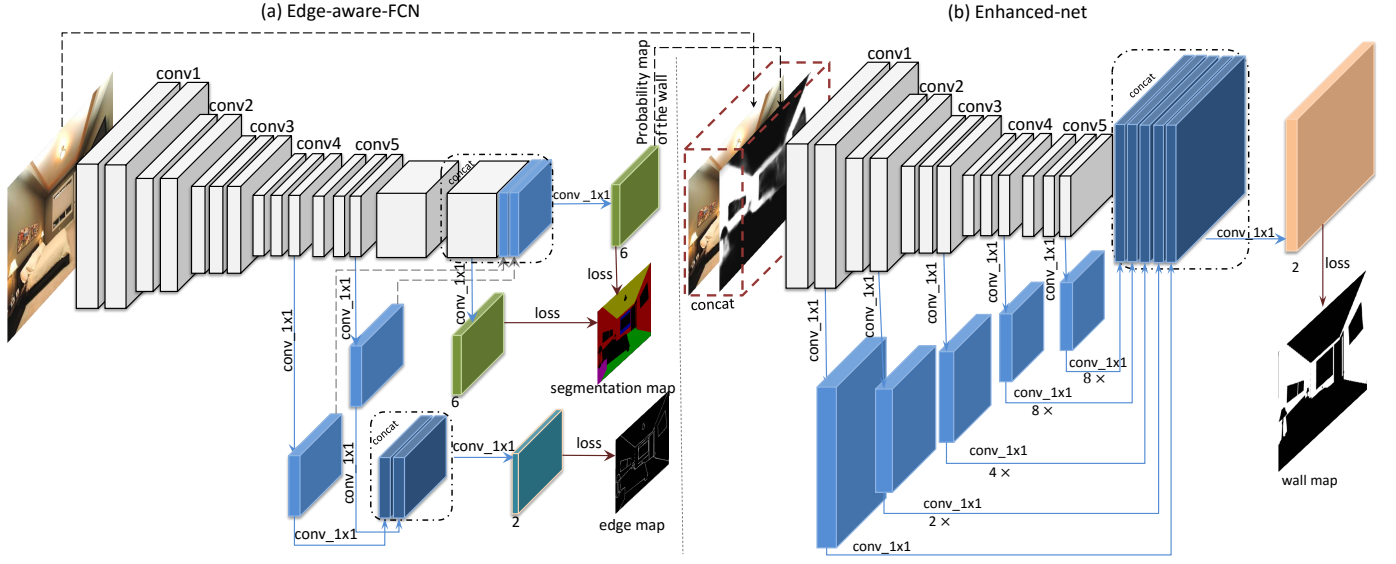 (a) Edge-aware-FCN
conv1
conv2
conv3
conv4
conv5
concat
conv_1x1
6
Probability map
of the wall
loss
conv_1x1
conv_1x1
conv_1x1
6
loss
segmentation map
conv_1x1
conv_1x1
concat
conv_1x1
2
loss
edge map
(b) Enhanced-net
concat
conv1
conv2
conv3
conv4
conv5
concat
conv_1x1
2
loss
wall map
conv_1x1
conv_1x1
conv_1x1
conv_1x1
conv_1x1
conv_1x1
8 ×
conv_1x1
8 ×
conv_1x1
4 ×
conv_1x1
2 ×
conv_1x1